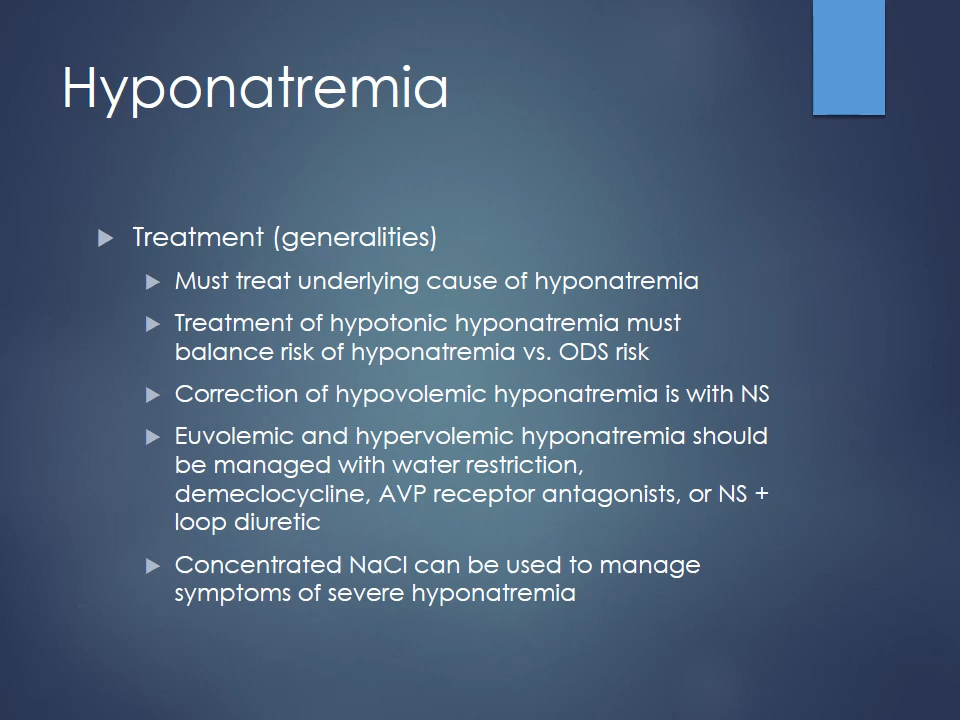 Hyponatremia
Treatment (generalities)
Must treat underlying cause of hyponatremia
Treatment of hypotonic hyponatremia must
balance risk of hyponatremia vs. ODS risk
Correction of hypovolemic hyponatremia is with NS
Euvolemic and hypervolemic hyponatremia should
be managed with water restriction,
demeclocycline, AVP receptor antagonists, or NS +
loop diuretic
Concentrated NaCl can be used to manage
symptoms of severe hyponatremia